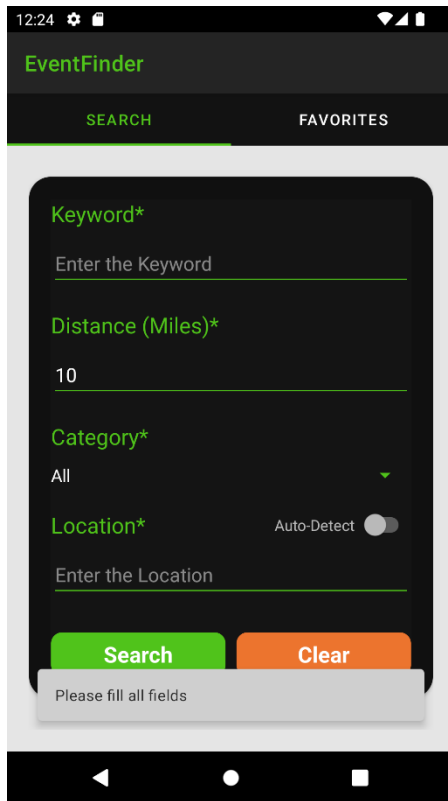 12:24
EventFinder
SEARCH FAVORITES
Keyword*
Enter the Keyword
Distance (Miles)*
10
Category*
All
Location* Auto-Detect
Enter the Location
Search Clear
Please fill all fields